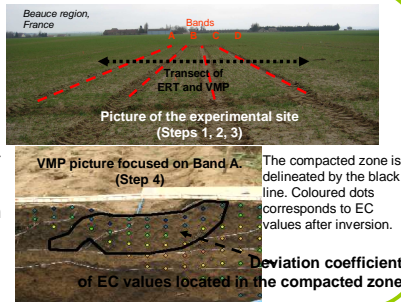 Beauce region,
France
Bands
A B C D
Transect of
ERT and VMP
Picture of the experimental site
(Steps 1, 2, 3)
VMP picture focused on Band A.
(Step 4)
The compacted zone is
delineated by the black
line. Coloured dots
corresponds to EC
values after inversion.
Deviation coefficient
of EC values located in the compacted zone